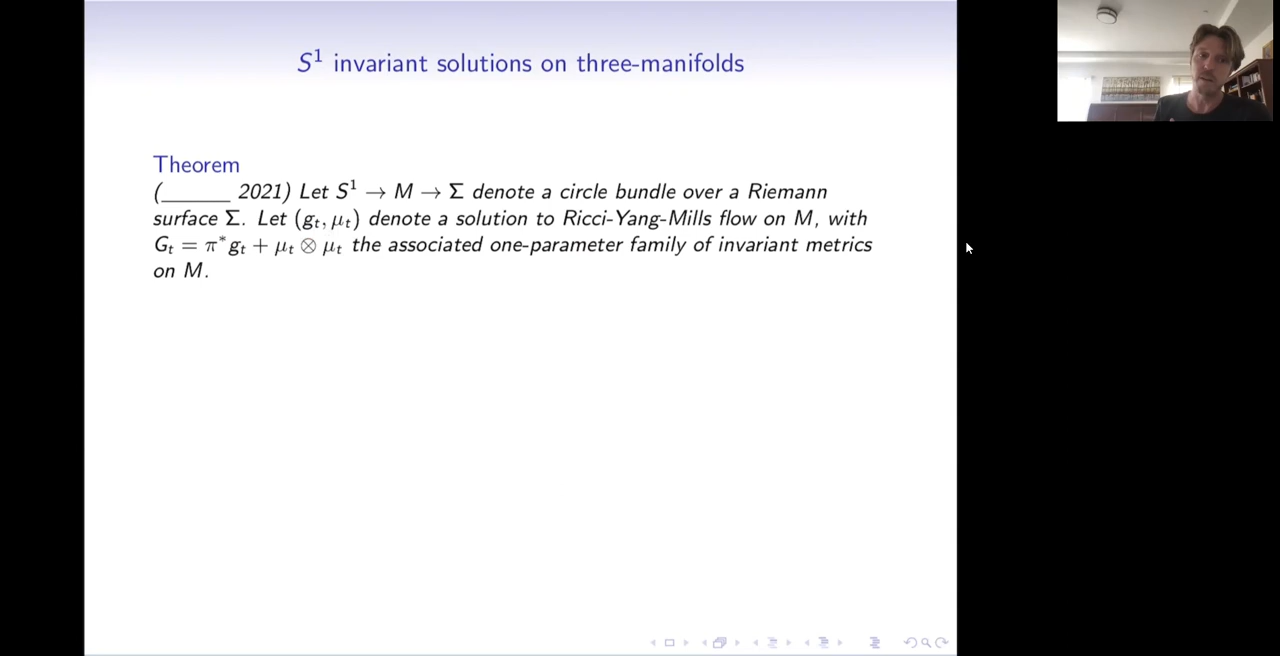 S¹ invariant solutions on three-manifolds
Theorem
(______ 2021) Let S¹ → M → Σ denote a circle bundle over a Riemann
surface Σ. Let (gₜ, μₜ) denote a solution to Ricci-Yang-Mills flow on M, with
Gₜ = π*gₜ + μₜ ⊗ μₜ the associated one-parameter family of invariant metrics
on M.